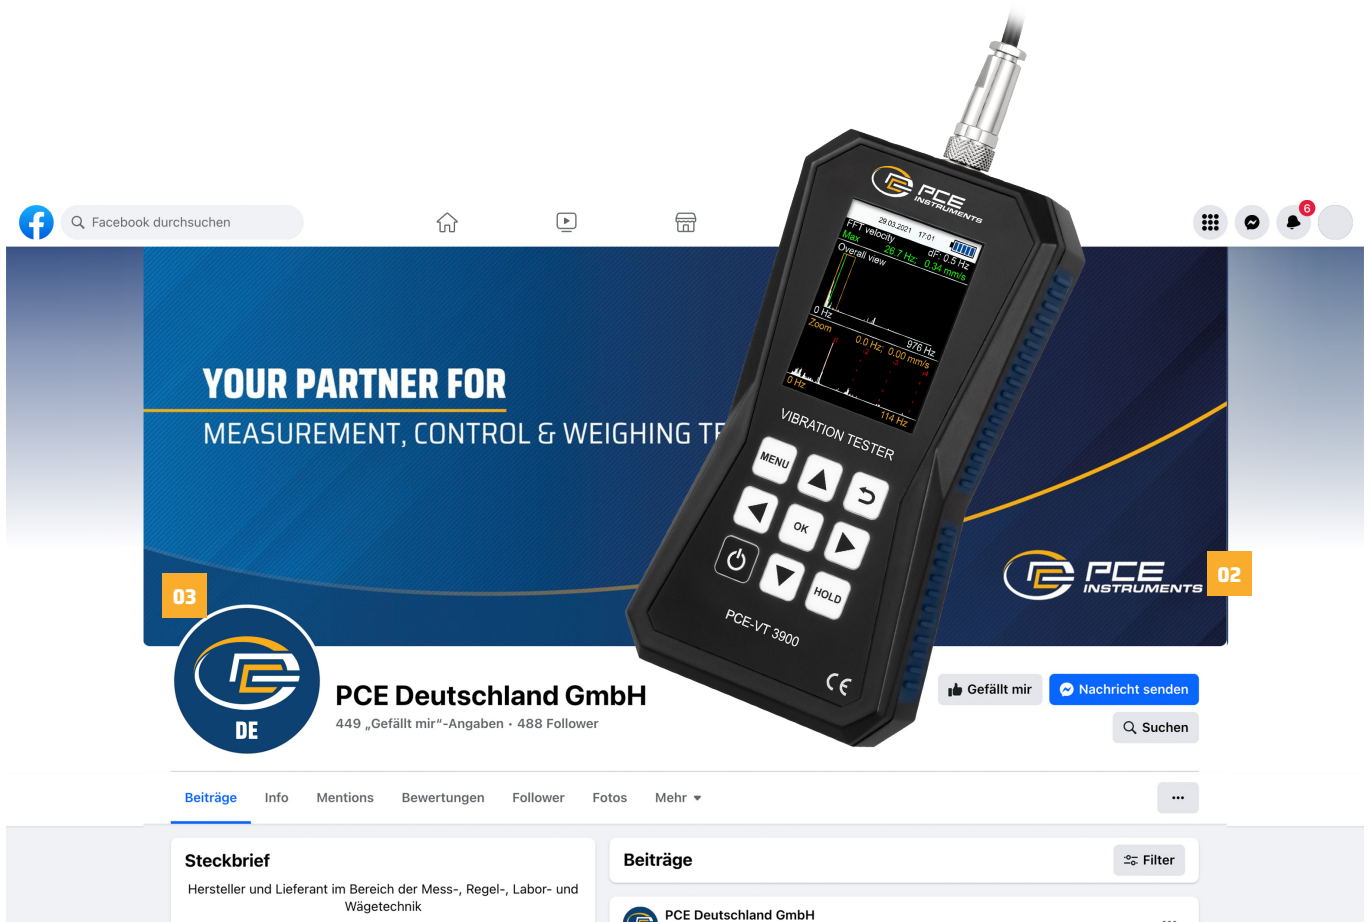 Facebook durchsuchen
6
PCE
INSTRUMENTS
29.03.2021 17:01
FFT velocity dF: 0.5 Hz
Max 26.7 Hz; 0.34 mm/s
Overall view
0 Hz 976 Hz
Zoom 0.0 Hz; 0.00 mm/s
0 Hz 114 Hz
VIBRATION TESTER
MENU
OK
HOLD
PCE-VT 3900
CE
YOUR PARTNER FOR
MEASUREMENT, CONTROL & WEIGHING
PCE
INSTRUMENTS
02
03
DE
PCE Deutschland GmbH
449 „Gefällt mir“-Angaben · 488 Follower
Gefällt mir
Nachricht senden
Suchen
Beiträge Info Mentions Bewertungen Follower Fotos Mehr
Steckbrief
Hersteller und Lieferant im Bereich der Mess-, Regel-, Labor- und
Wägetechnik
Beiträge
Filter
PCE Deutschland GmbH